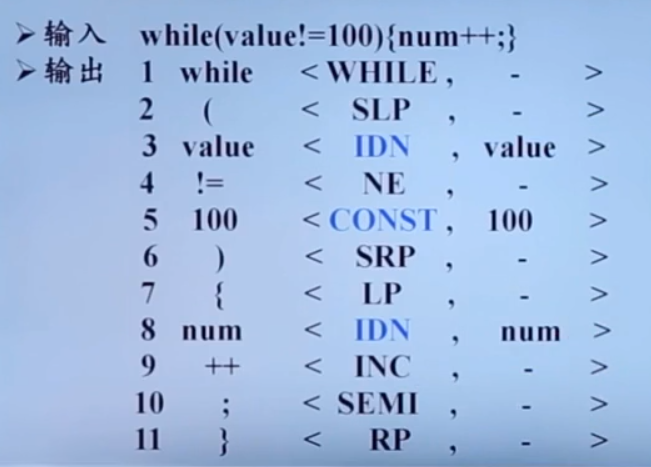 ➢输入 while(value!=100){num++;}
➢输出 1 while <WHILE, - >
2 ( < SLP , - >
3 value < IDN , value >
4 != < NE , - >
5 100 <CONST, 100 >
6 ) < SRP , - >
7 { < LP , - >
8 num < IDN , num >
9 ++ < INC , - >
10 ; < SEMI , - >
11 } < RP , - >